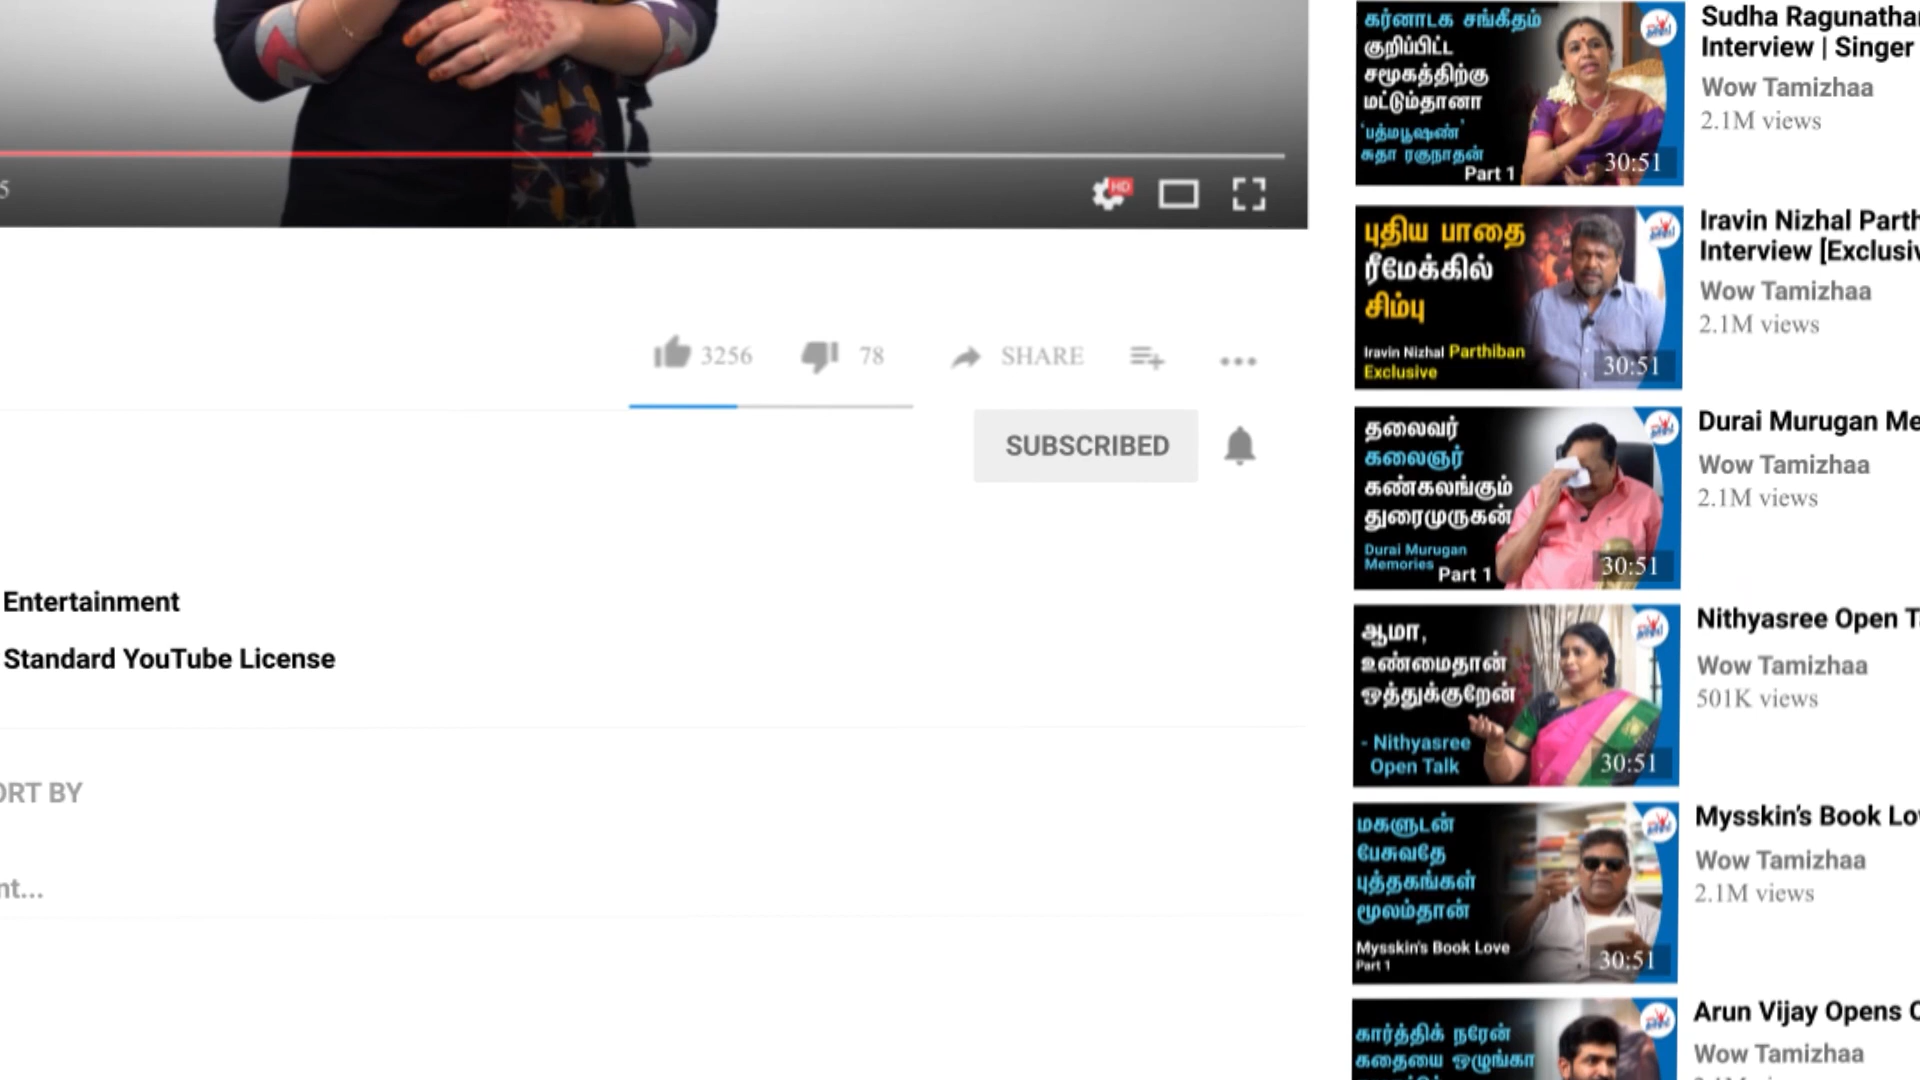 5
HD
3256
78
SHARE
SUBSCRIBED
Entertainment
Standard YouTube License
ORT BY
nt...
கர்னாடக சங்கீதம்
குறிப்பிட்ட
சமூகத்திற்கு
மட்டும்தானா
'பத்மபூஷண்'
சுதா ரகுநாதன்
Part 1
30:51
Sudha Ragunathan
Interview | Singer
Wow Tamizhaa
2.1M views
புதிய பாதை
ரீமேக்கில்
சிம்பு
Iravin Nizhal Parthiban
Exclusive
30:51
Iravin Nizhal Parth
Interview [Exclusiv
Wow Tamizhaa
2.1M views
தலைவர்
கலைஞர்
கண்கலங்கும்
துரைமுருகன்
Durai Murugan
Memories Part 1
30:51
Durai Murugan Me
Wow Tamizhaa
2.1M views
ஆமா,
உண்மைதான்
ஒத்துக்குறேன்
- Nithyasree
Open Talk
30:51
Nithyasree Open T
Wow Tamizhaa
501K views
மகளுடன்
பேசுவதே
புத்தகங்கள்
மூலம்தான்
Mysskin's Book Love
Part 1
30:51
Mysskin's Book Lo
Wow Tamizhaa
2.1M views
கார்த்திக் நரேன்
கதையை ஒழுங்கா
Arun Vijay Opens
Wow Tamizhaa